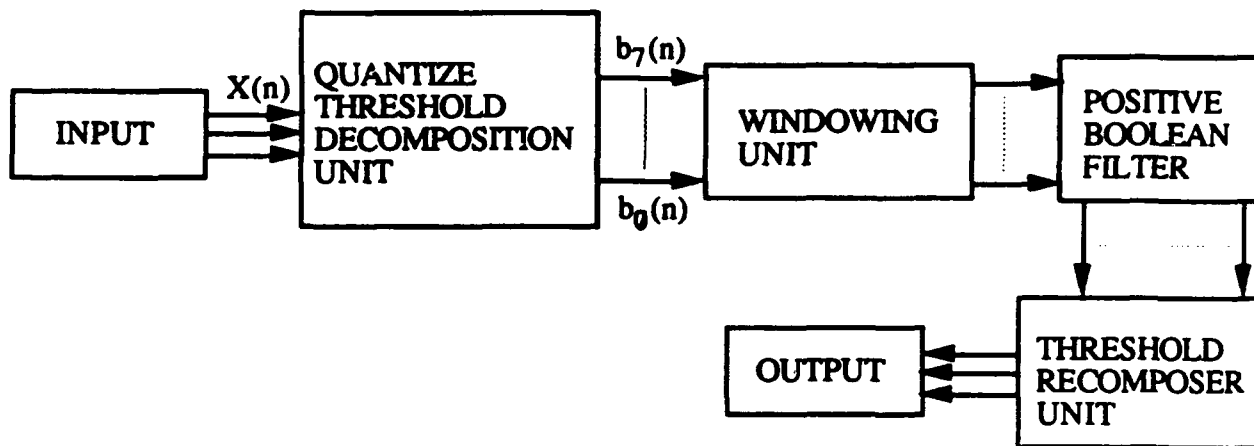 INPUT
X(n)
QUANTIZE
THRESHOLD
DECOMPOSITION
UNIT
b7(n)
b0(n)
WINDOWING
UNIT
POSITIVE
BOOLEAN
FILTER
THRESHOLD
RECOMPOSER
UNIT
OUTPUT